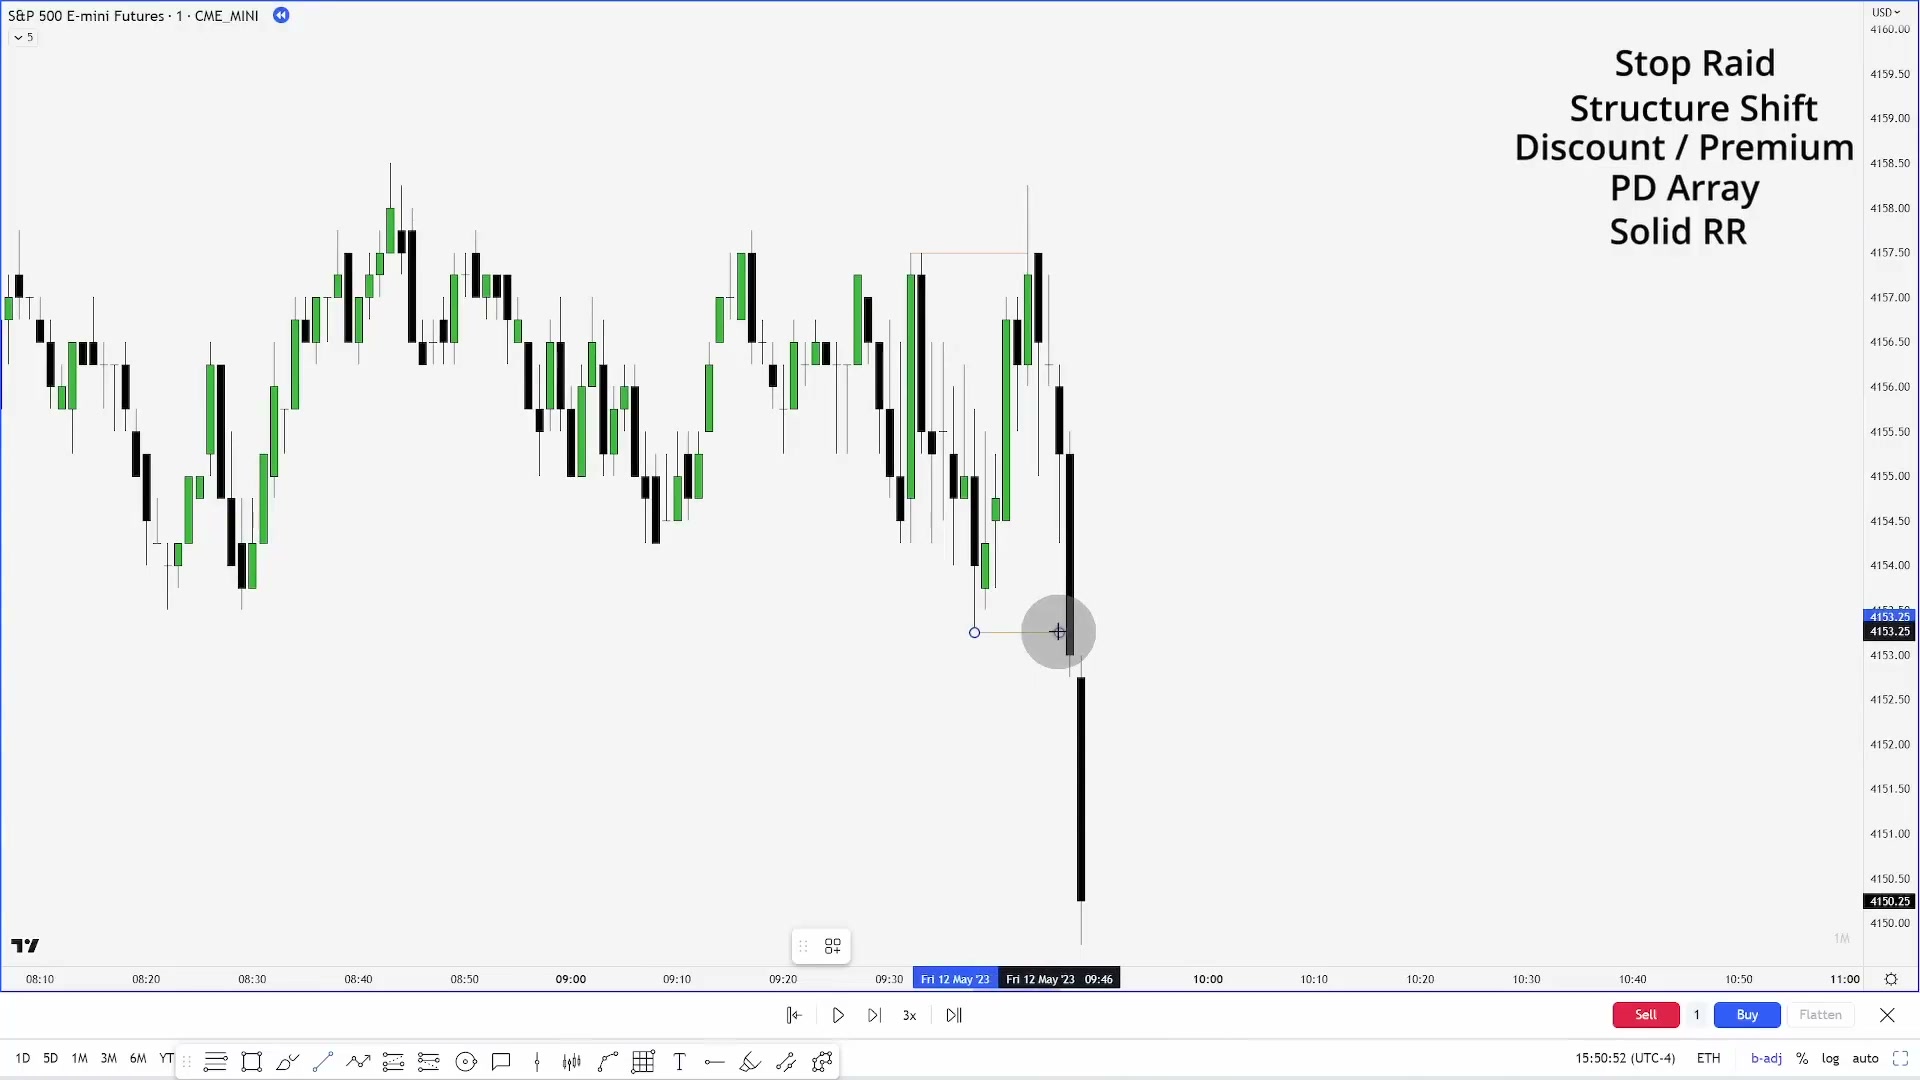 S&P 500 E-mini Futures · 1 · CME_MINI
5
Stop Raid
Structure Shift
Discount / Premium
PD Array
Solid RR
USD
4160.00
4159.50
4159.00
4158.50
4158.00
4157.50
4157.00
4156.50
4156.00
4155.50
4155.00
4154.50
4154.00
4153.25
4153.25
4153.00
4152.50
4152.00
4151.50
4151.00
4150.50
4150.25
4150.00
1M
08:10 08:20 08:30 08:40 08:50 09:00 09:10 09:20 09:30 Fri 12 May '23 Fri 12 May '23 09:46 10:00 10:10 10:20 10:30 10:40 10:50 11:00
3x
Sell 1 Buy Flatten
1D 5D 1M 3M 6M YT
15:50:52 (UTC-4) ETH b-adj % log auto